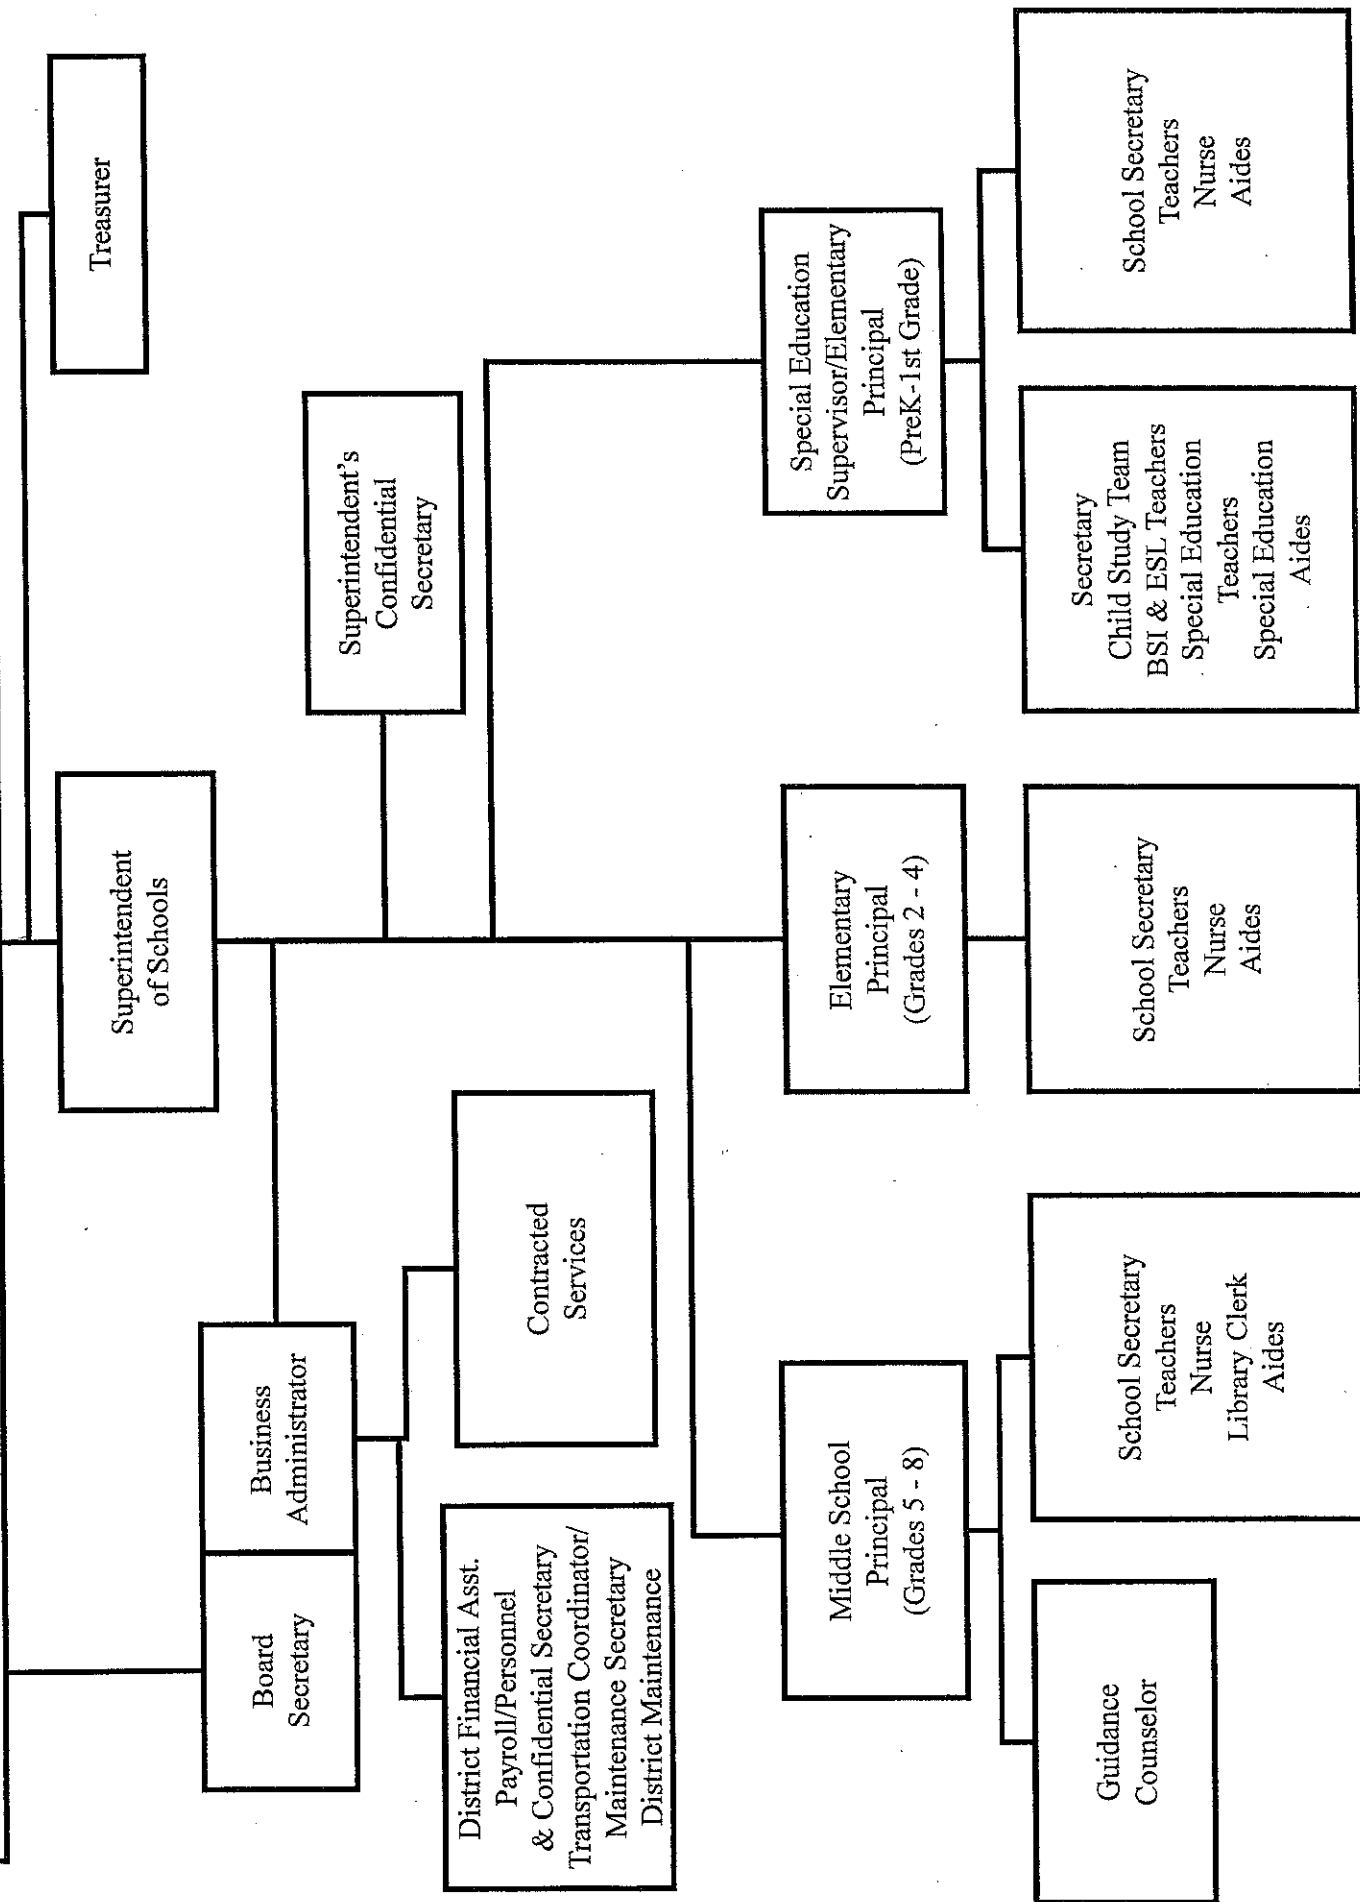 Treasurer
Superintendent
of Schools
Board
Secretary
Business
Administrator
Superintendent's
Confidential
Secretary
District Financial Asst.
Payroll/Personnel
& Confidential Secretary
Transportation Coordinator/
Maintenance Secretary
District Maintenance
Contracted
Services
Middle School
Principal
(Grades 5 - 8)
Elementary
Principal
(Grades 2 - 4)
Special Education
Supervisor/Elementary
Principal
(PreK-1st Grade)
Guidance
Counselor
School Secretary
Teachers
Nurse
Library Clerk
Aides
School Secretary
Teachers
Nurse
Aides
Secretary
Child Study Team
BSI & ESL Teachers
Special Education
Teachers
Special Education
Aides
School Secretary
Teachers
Nurse
Aides